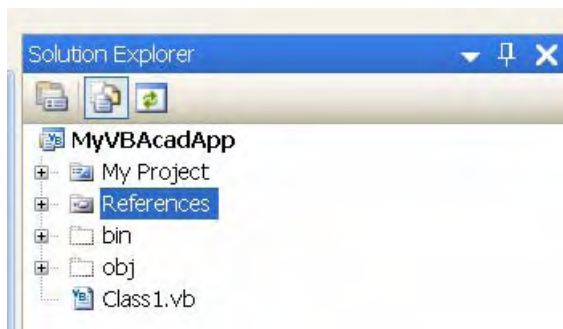 Solution Explorer
MyVBAcadApp
My Project
References
bin
obj
Class1.vb